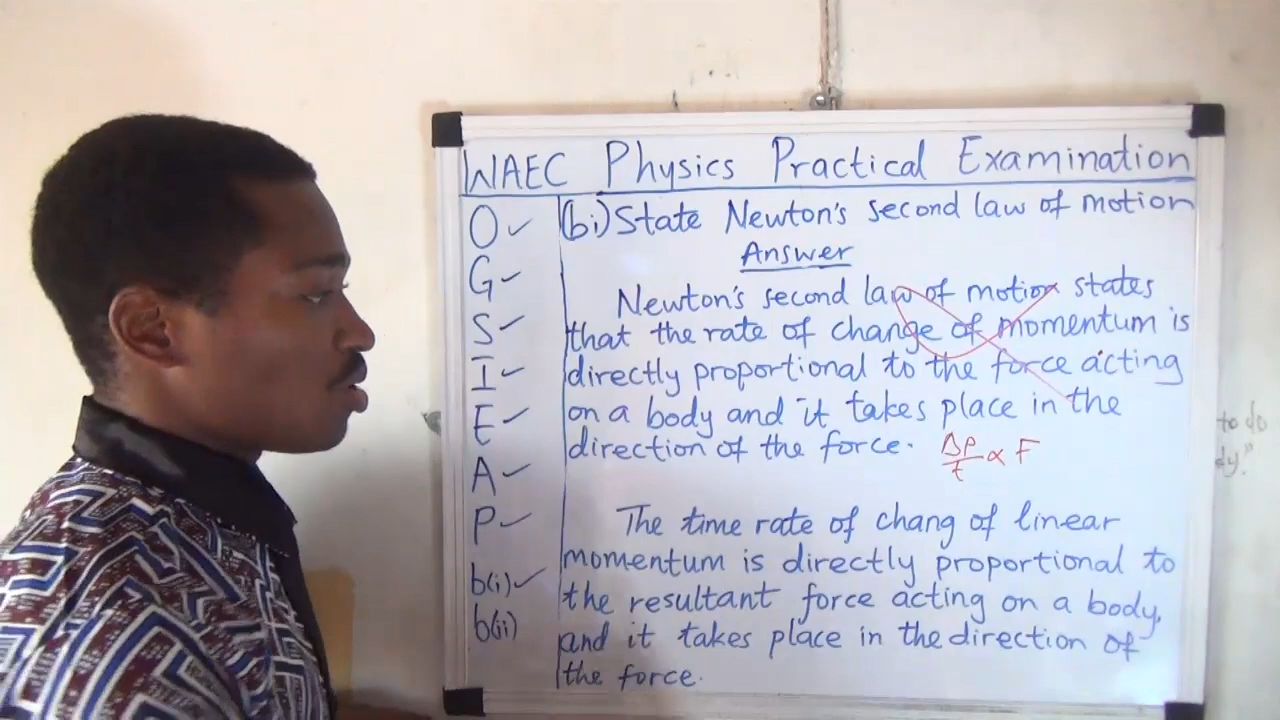 WAEC Physics Practical Examination
O ✓
G ✓
S ✓
I ✓
E ✓
A ✓
P ✓
b(i) ✓
b(ii)
(bi) State Newton's second law of motion
Answer
Newton's second law of motion states
that the rate of change of momentum is
directly proportional to the force acting
on a body and it takes place in the
direction of the force. Δp/t ∝ F
The time rate of chang of linear
momentum is directly proportional to
the resultant force acting on a body,
and it takes place in the direction of
the force.
to do
dy."